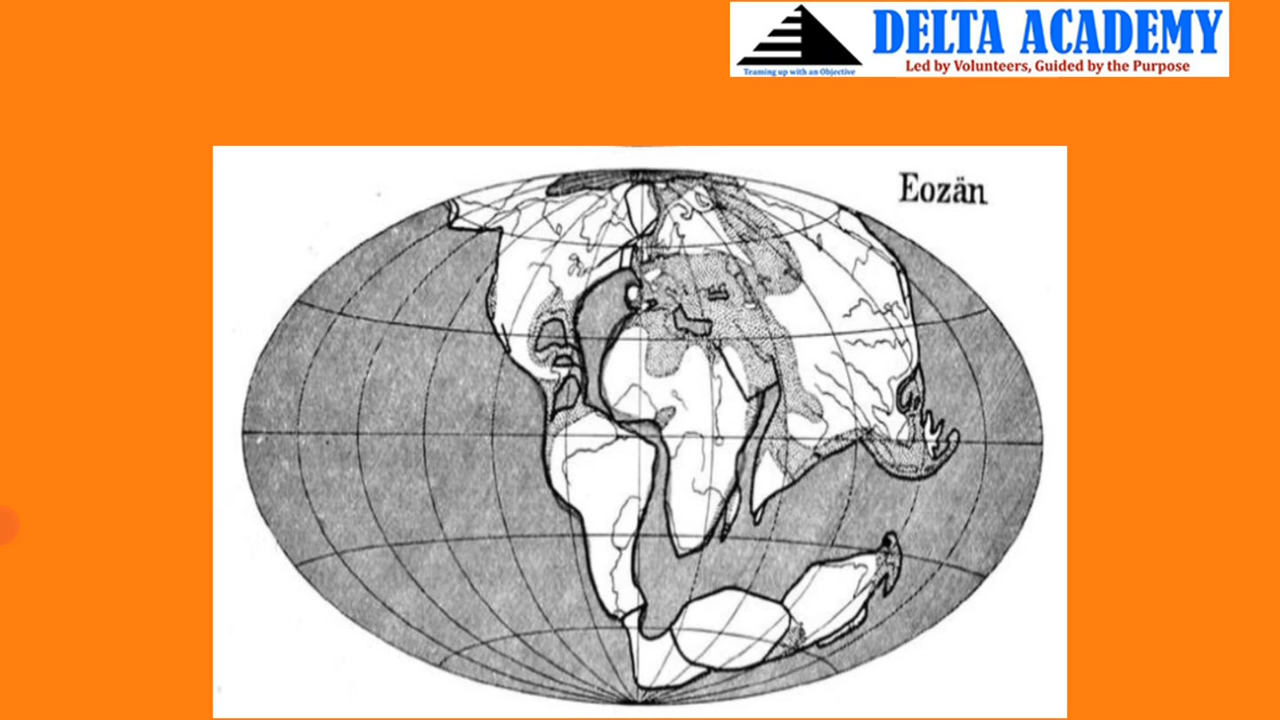 DELTA ACADEMY
Teaming up with an Objective
Led by Volunteers, Guided by the Purpose
Eozän